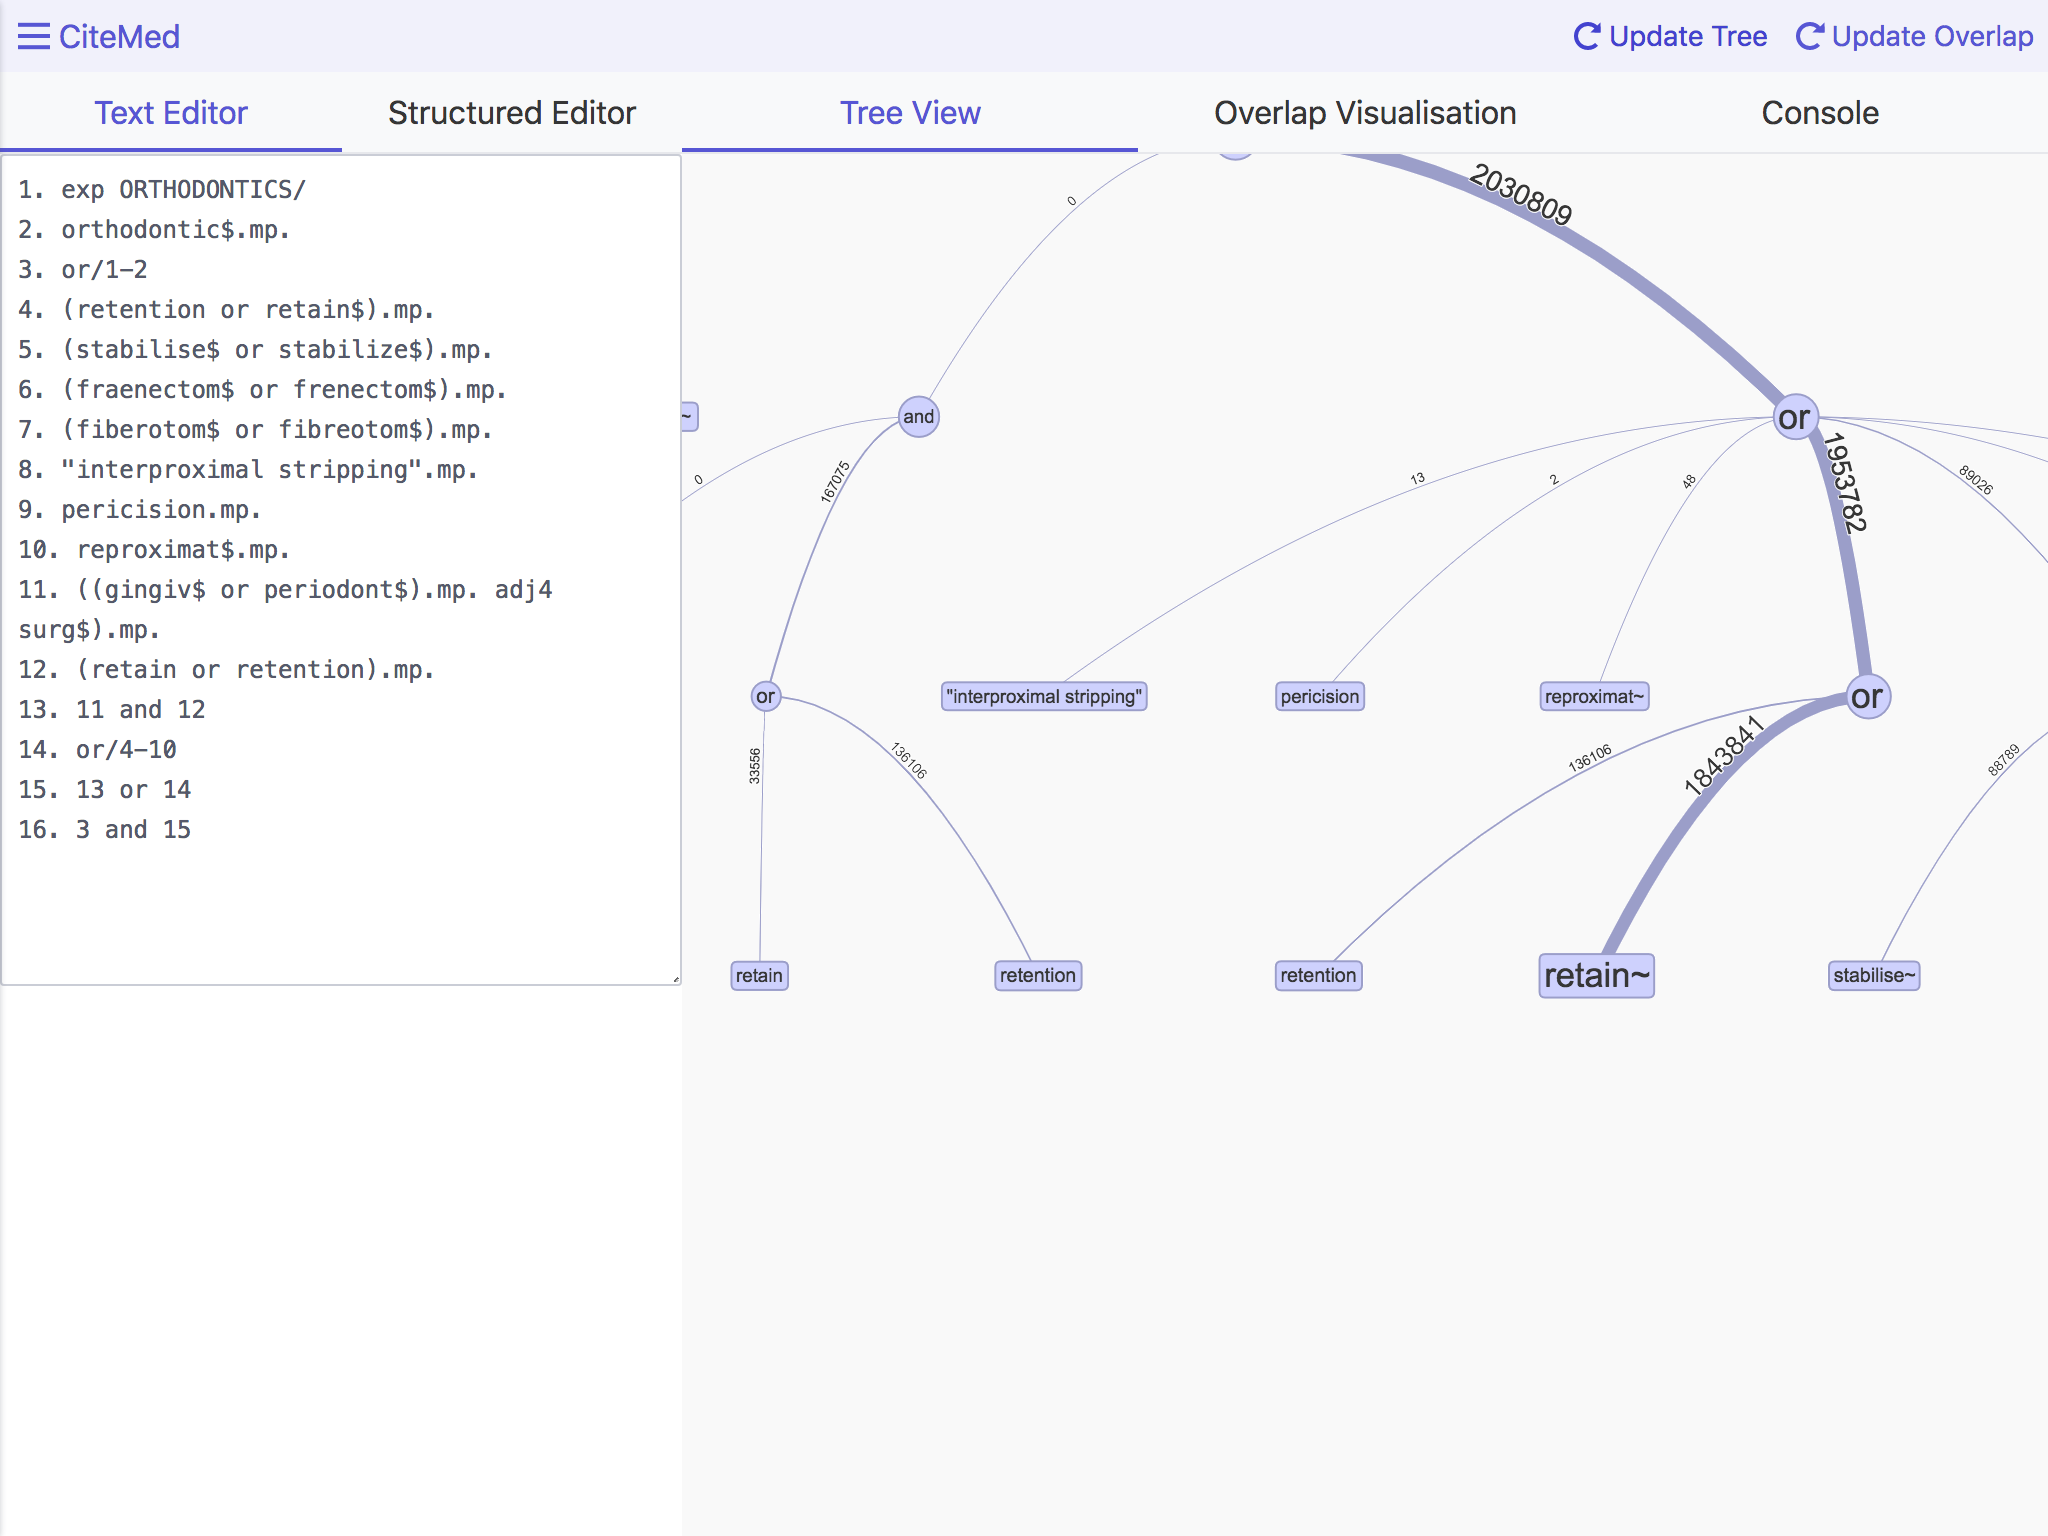 CiteMed
Update Tree
Update Overlap
Text Editor
Structured Editor
Tree View
Overlap Visualisation
Console
1. exp ORTHODONTICS/
2. orthodontic$.mp.
3. or/1-2
4. (retention or retain$).mp.
5. (stabilise$ or stabilize$).mp.
6. (fraenectom$ or frenectom$).mp.
7. (fiberotom$ or fibreotom$).mp.
8. "interproximal stripping".mp.
9. pericision.mp.
10. reproximat$.mp.
11. ((gingiv$ or periodont$).mp. adj4
surg$).mp.
12. (retain or retention).mp.
13. 11 and 12
14. or/4-10
15. 13 or 14
16. 3 and 15
0
2030809
~
and
or
0
167075
13
2
48
1953782
89026
or
"interproximal stripping"
pericision
reproximat~
or
33556
136106
136106
1843841
88789
retain
retention
retention
retain~
stabilise~